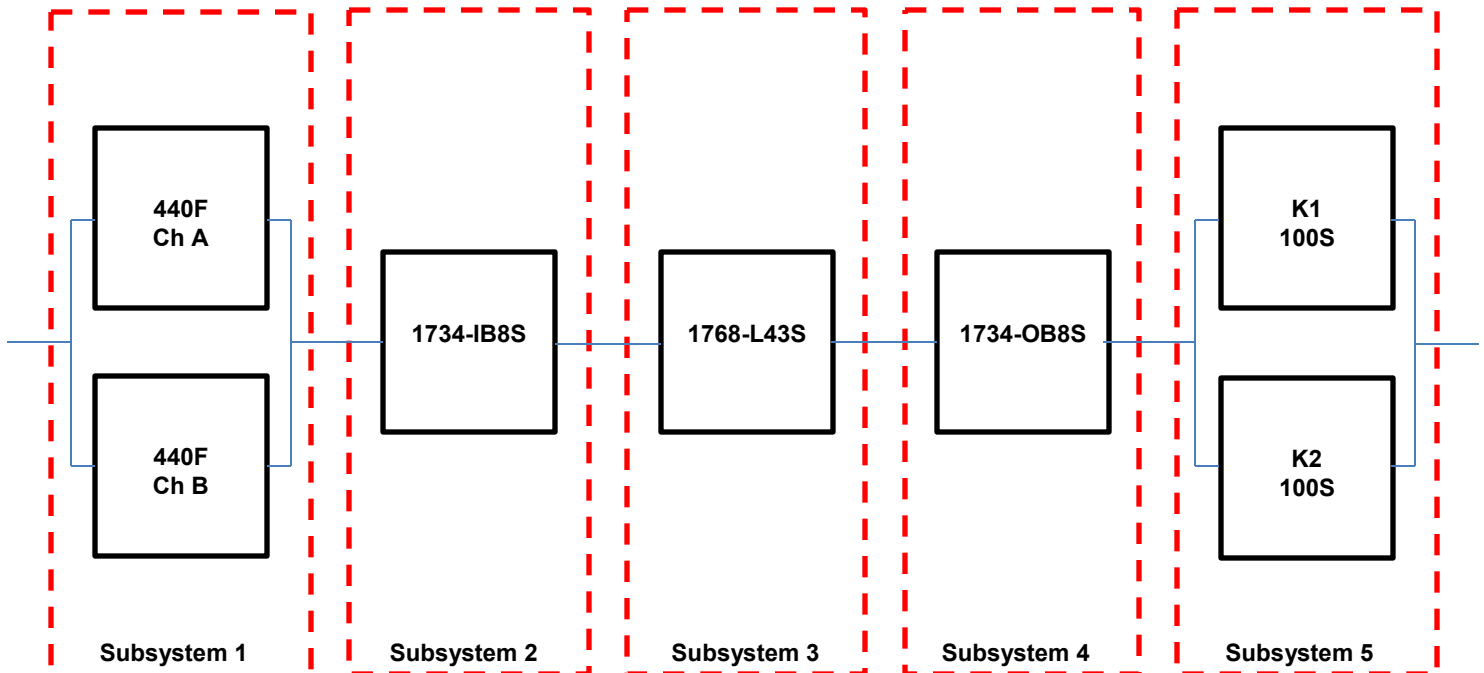 440F
Ch A
440F
Ch B
Subsystem 1
1734-IB8S
Subsystem 2
1768-L43S
Subsystem 3
1734-OB8S
Subsystem 4
K1
100S
K2
100S
Subsystem 5